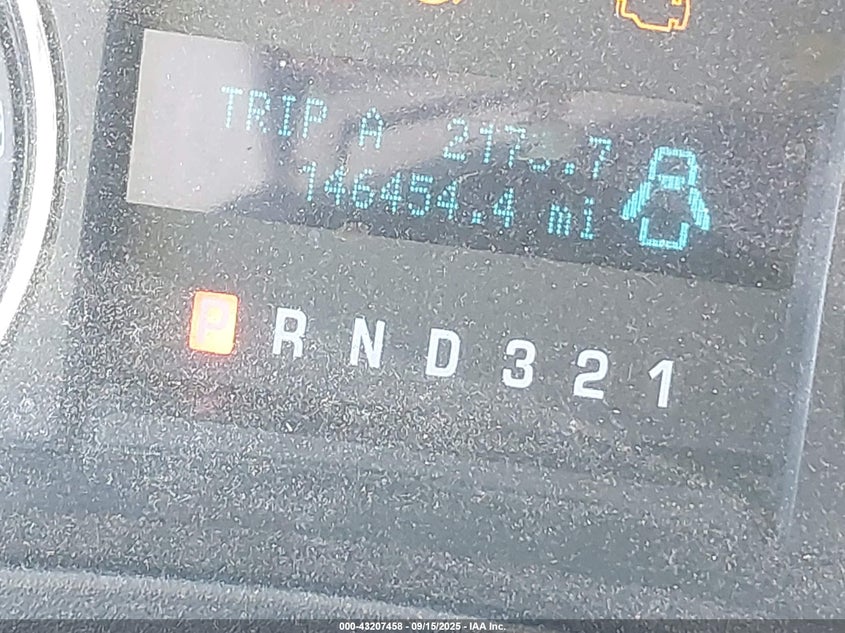 TRIP A
146454.4 mi
P R N D 3 2 1
000-43207458 - 09/15/2025 - IAA Inc.